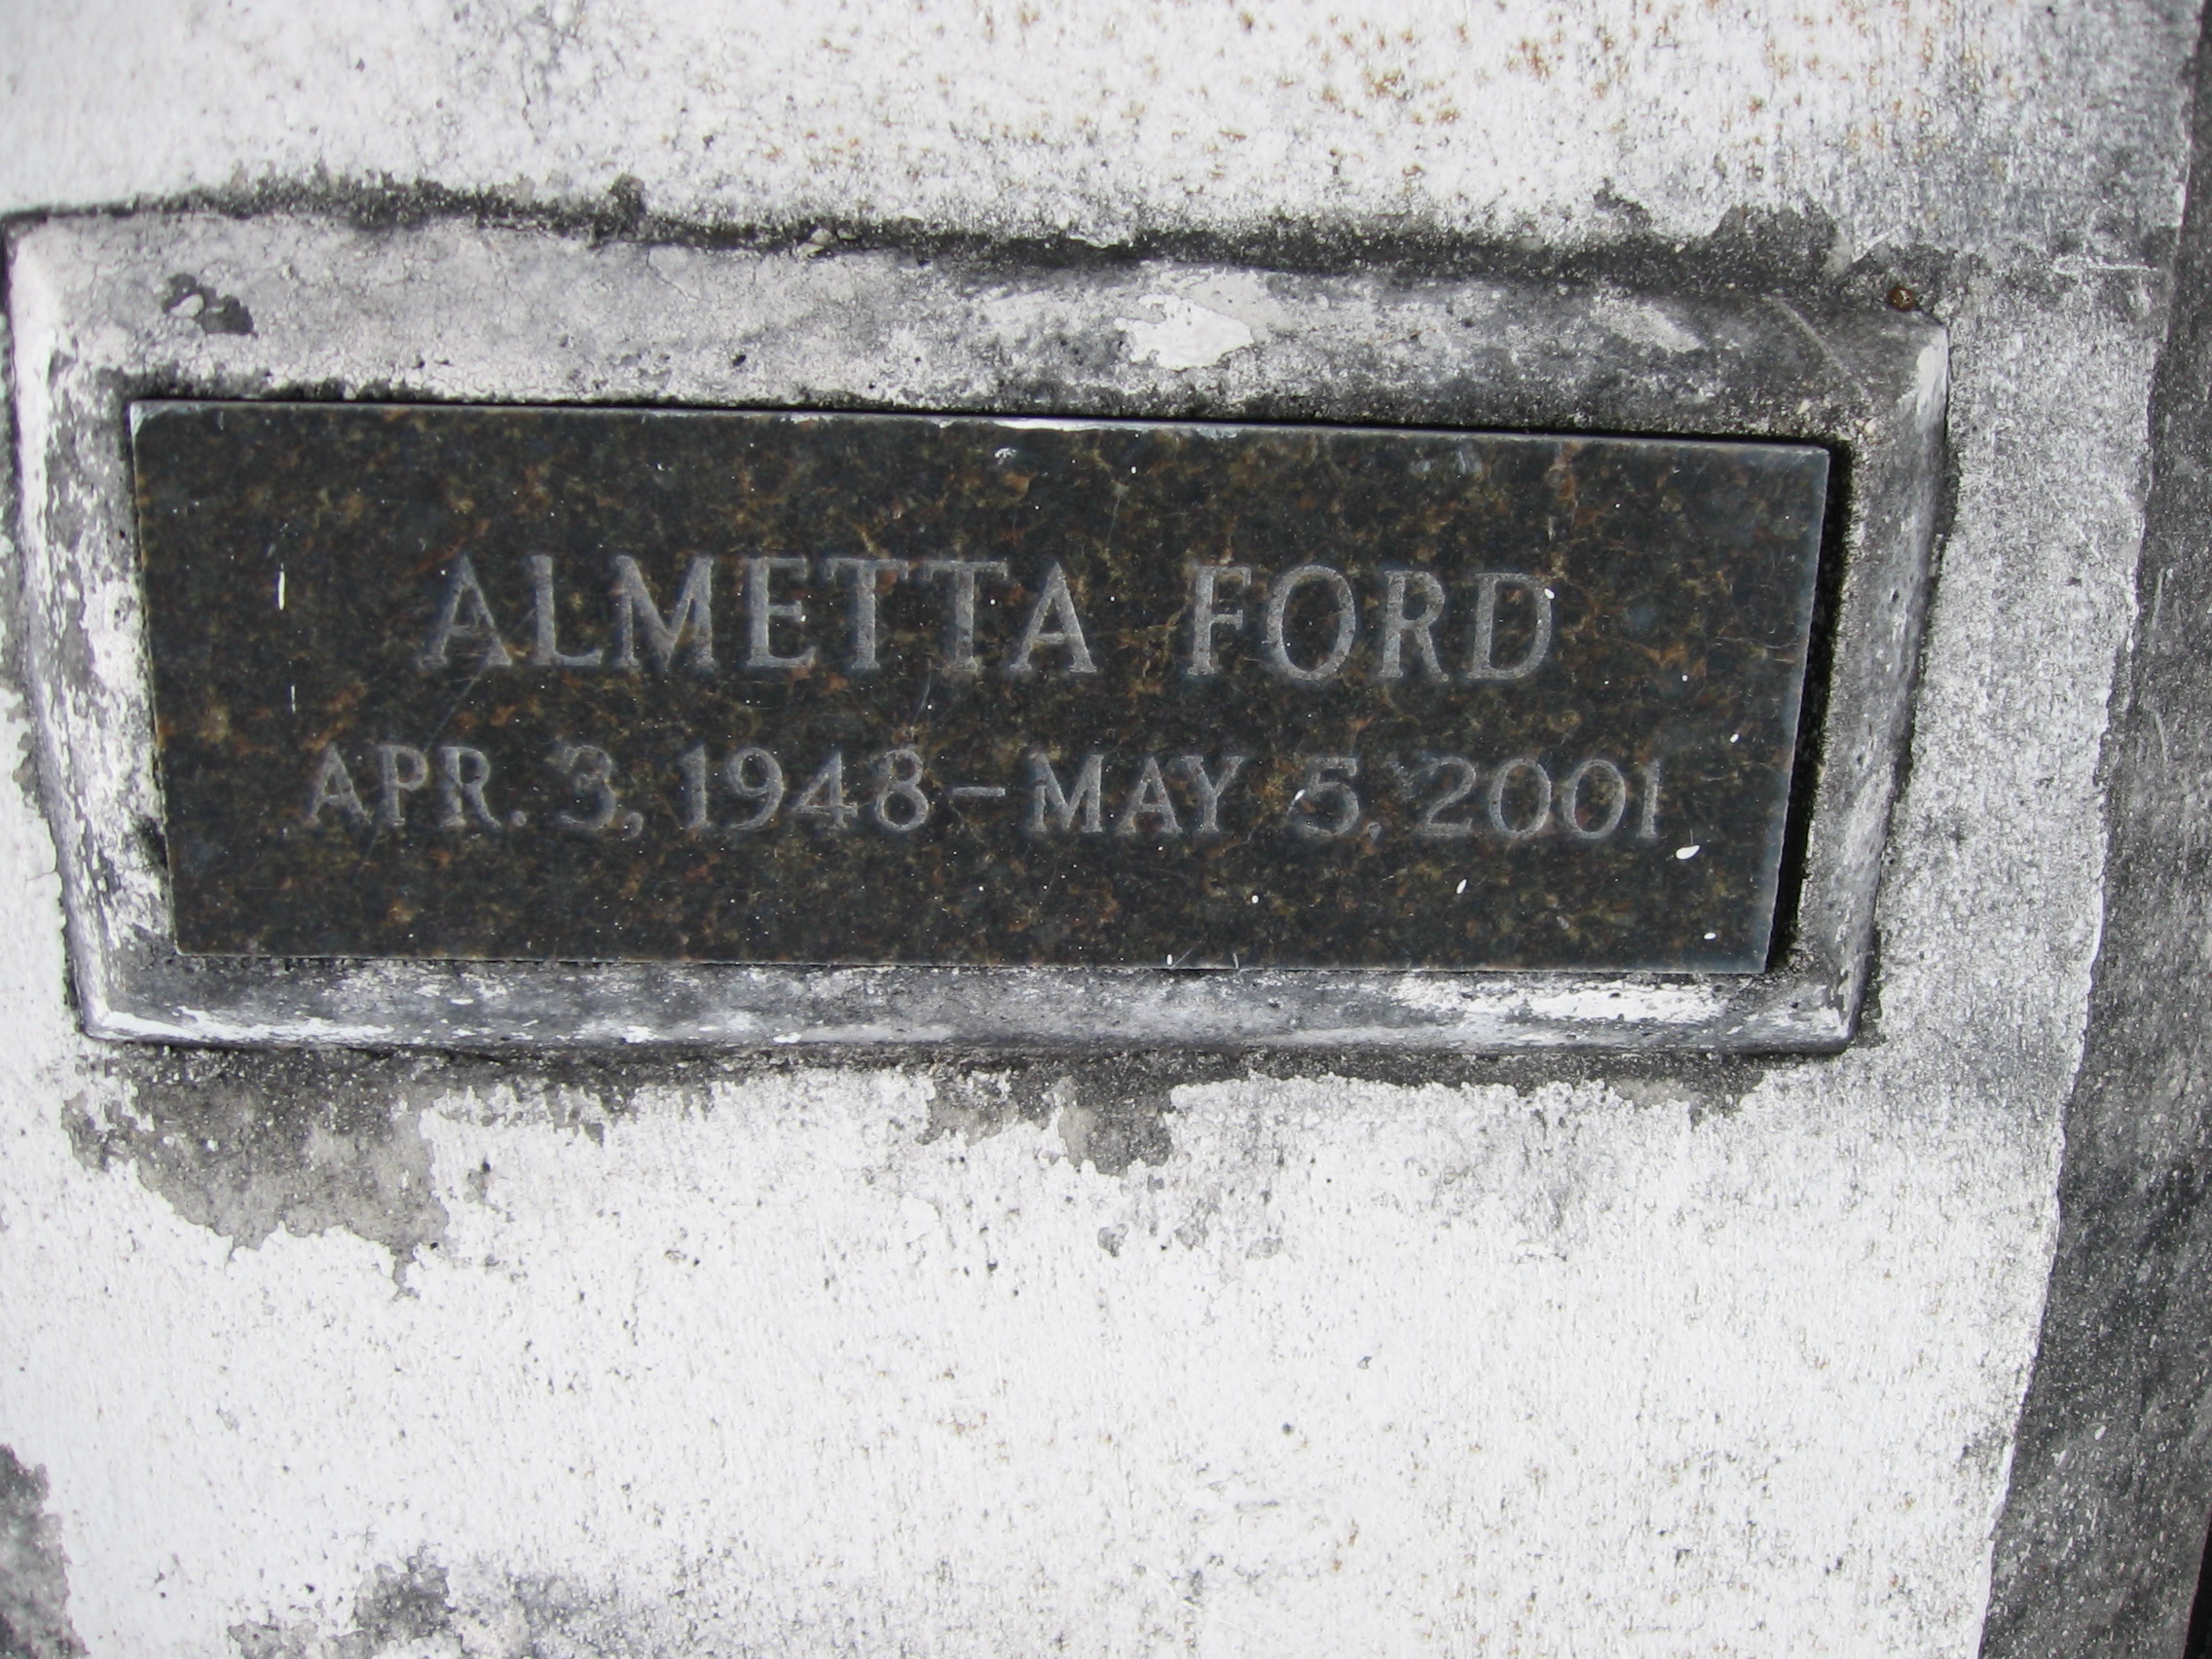 ALMETTA FORD
APR. 3, 1948 – MAY 5, 2001